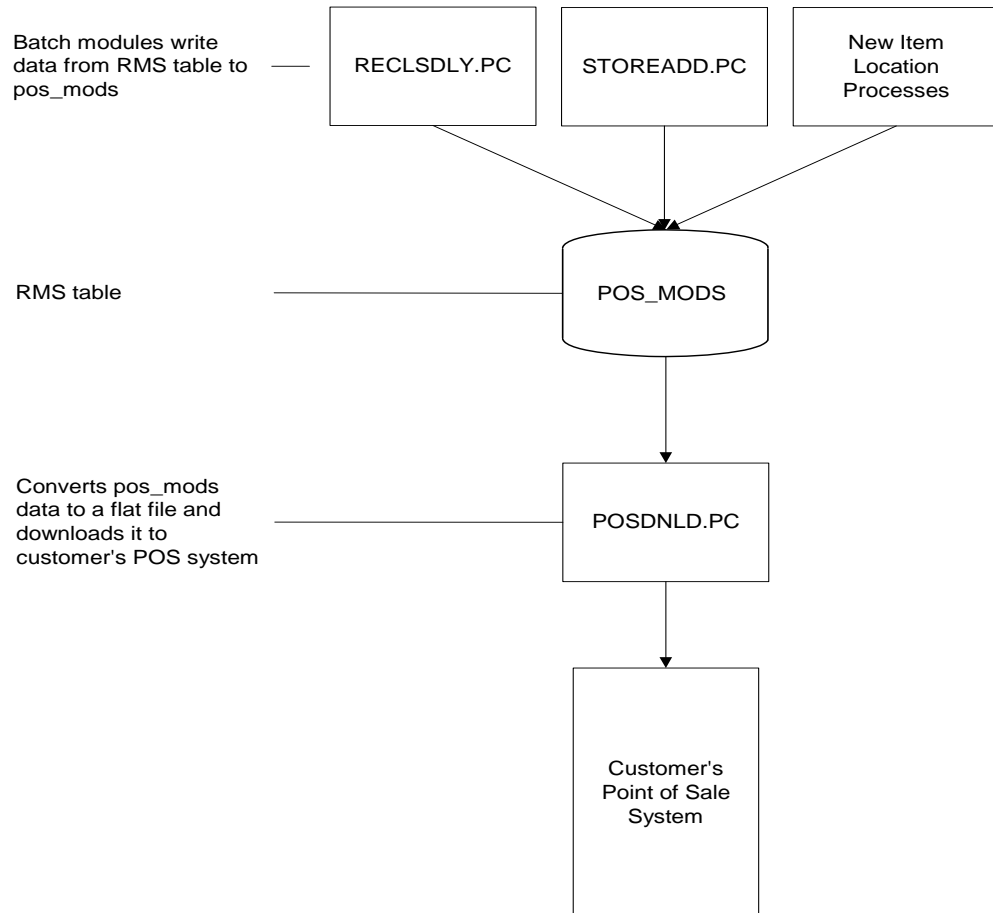 Batch modules write
data from RMS table to
pos_mods
RECLSDLY.PC
STOREADD.PC
New Item
Location
Processes
RMS table
POS_MODS
Converts pos_mods
data to a flat file and
downloads it to
customer's POS system
POSDNLD.PC
Customer's
Point of Sale
System